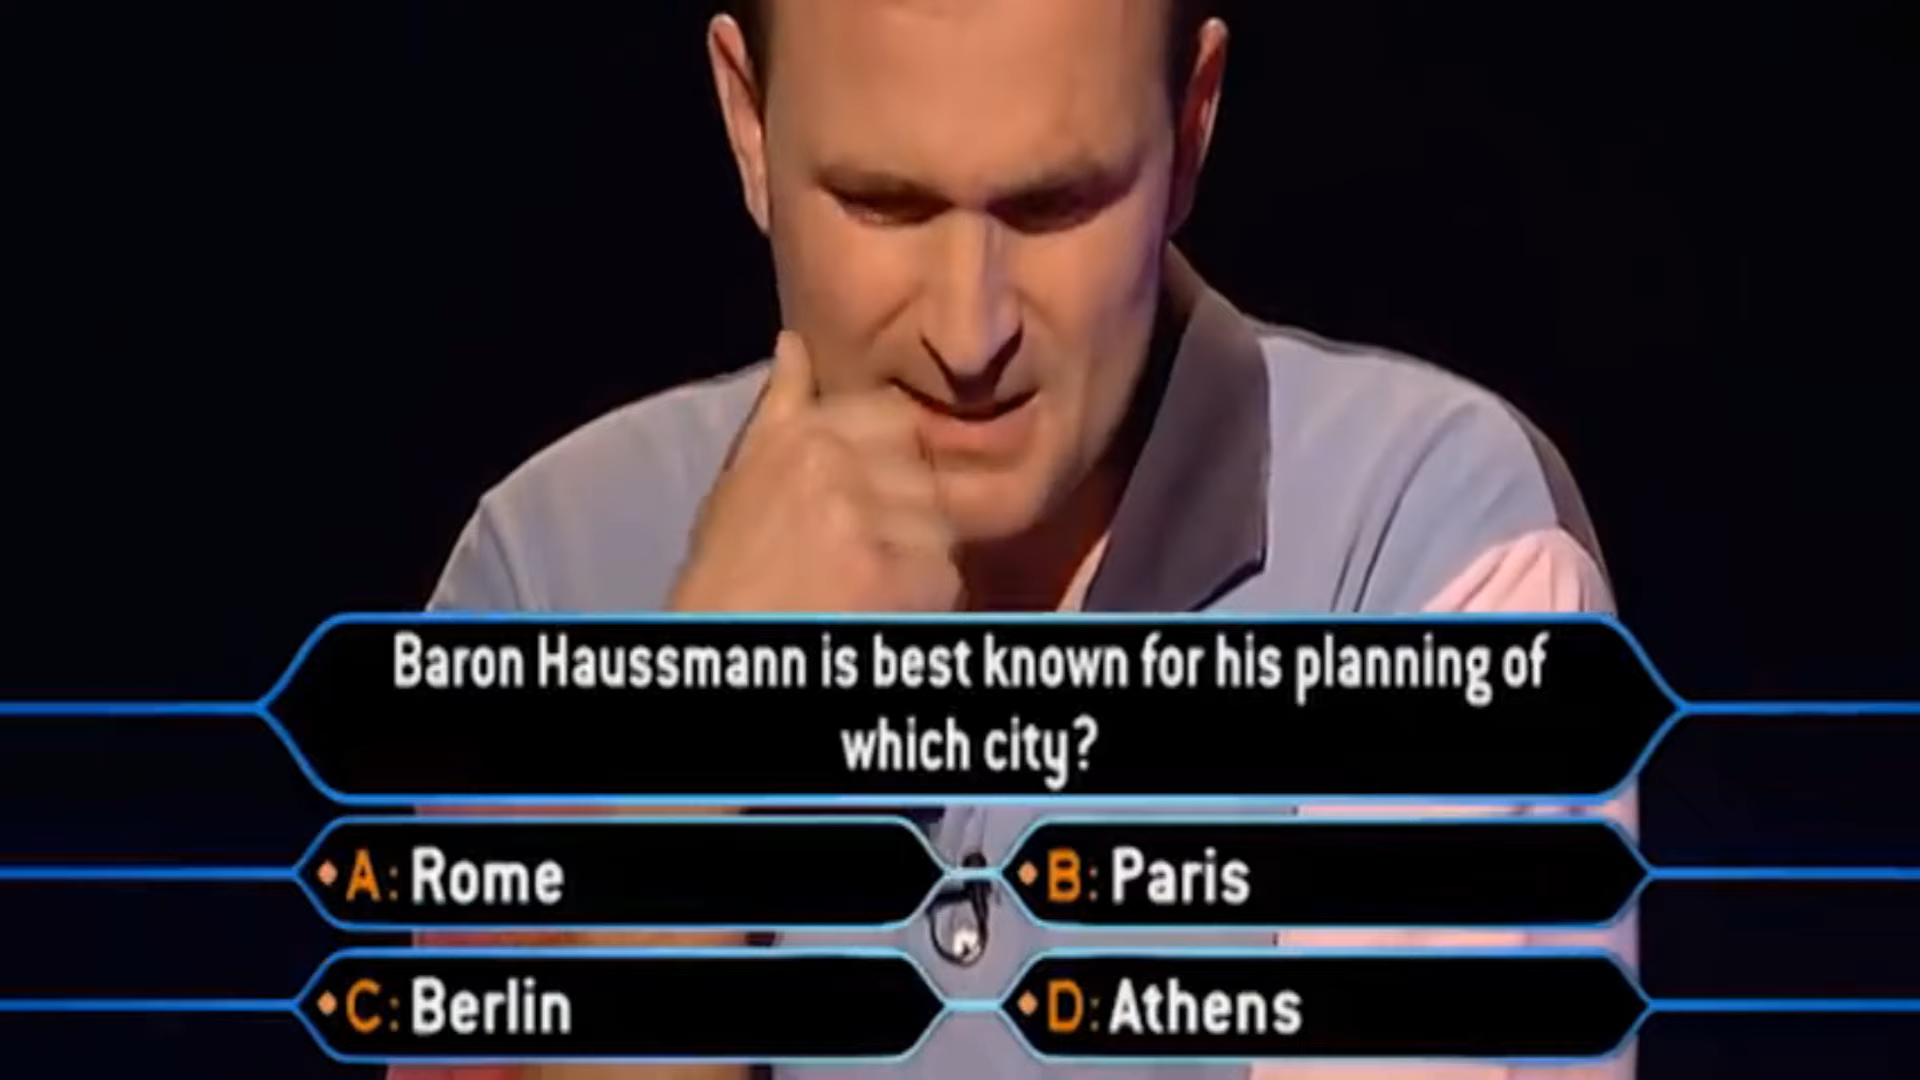 Baron Haussmann is best known for his planning of
which city?
A: Rome
B: Paris
C: Berlin
D: Athens